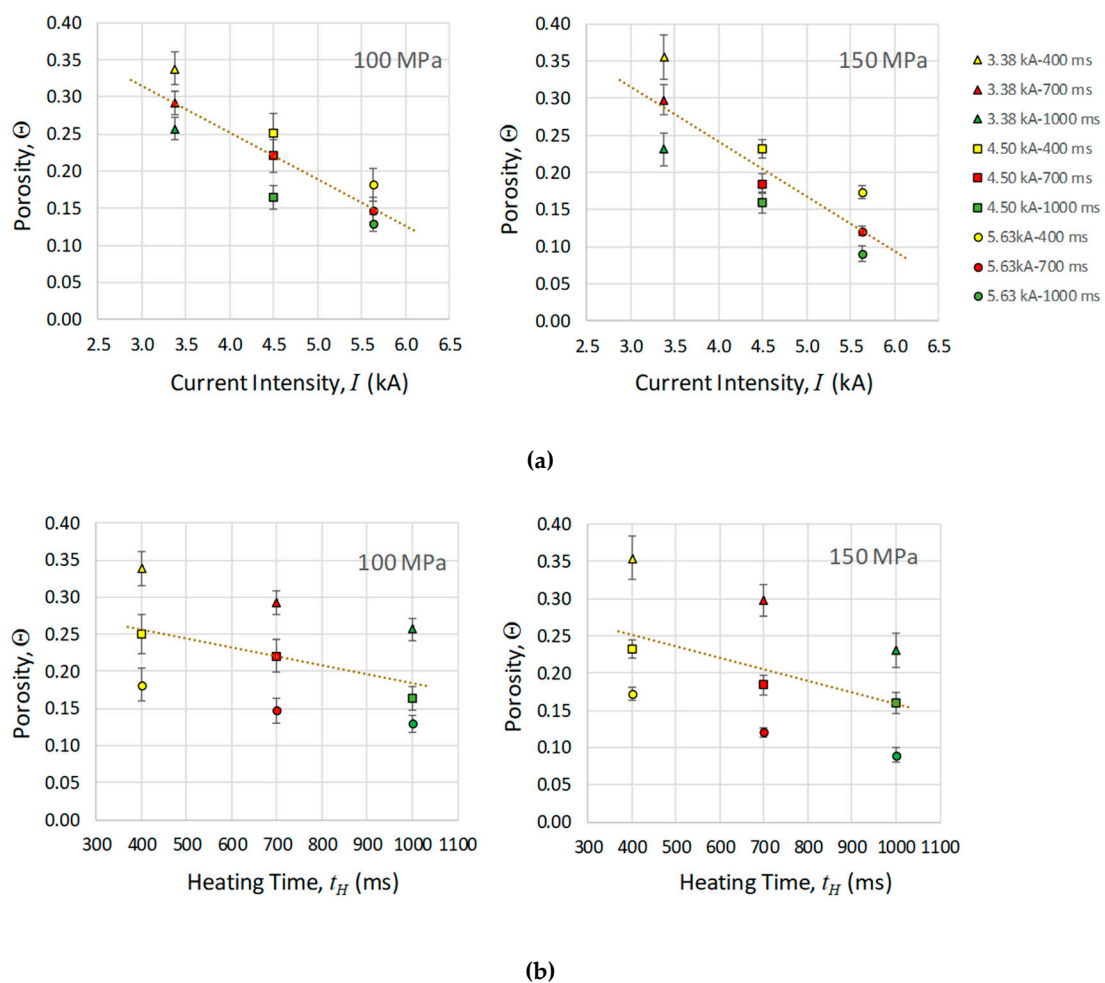 0.40
0.35
0.30
0.25
0.20
0.15
0.10
0.05
0.00
Porosity, Θ
100 MPa
2.5 3.0 3.5 4.0 4.5 5.0 5.5 6.0 6.5
Current Intensity, I (kA)
0.40
0.35
0.30
0.25
0.20
0.15
0.10
0.05
0.00
Porosity, Θ
150 MPa
2.5 3.0 3.5 4.0 4.5 5.0 5.5 6.0 6.5
Current Intensity, I (kA)
3.38 kA-400 ms
3.38 kA-700 ms
3.38 kA-1000 ms
4.50 kA-400 ms
4.50 kA-700 ms
4.50 kA-1000 ms
5.63kA-400 ms
5.63kA-700 ms
5.63 kA-1000 ms
(a)
0.40
0.35
0.30
0.25
0.20
0.15
0.10
0.05
0.00
Porosity, Θ
100 MPa
300 400 500 600 700 800 900 1000 1100
Heating Time, tH (ms)
0.40
0.35
0.30
0.25
0.20
0.15
0.10
0.05
0.00
Porosity, Θ
150 MPa
300 400 500 600 700 800 900 1000 1100
Heating Time, tH (ms)
(b)